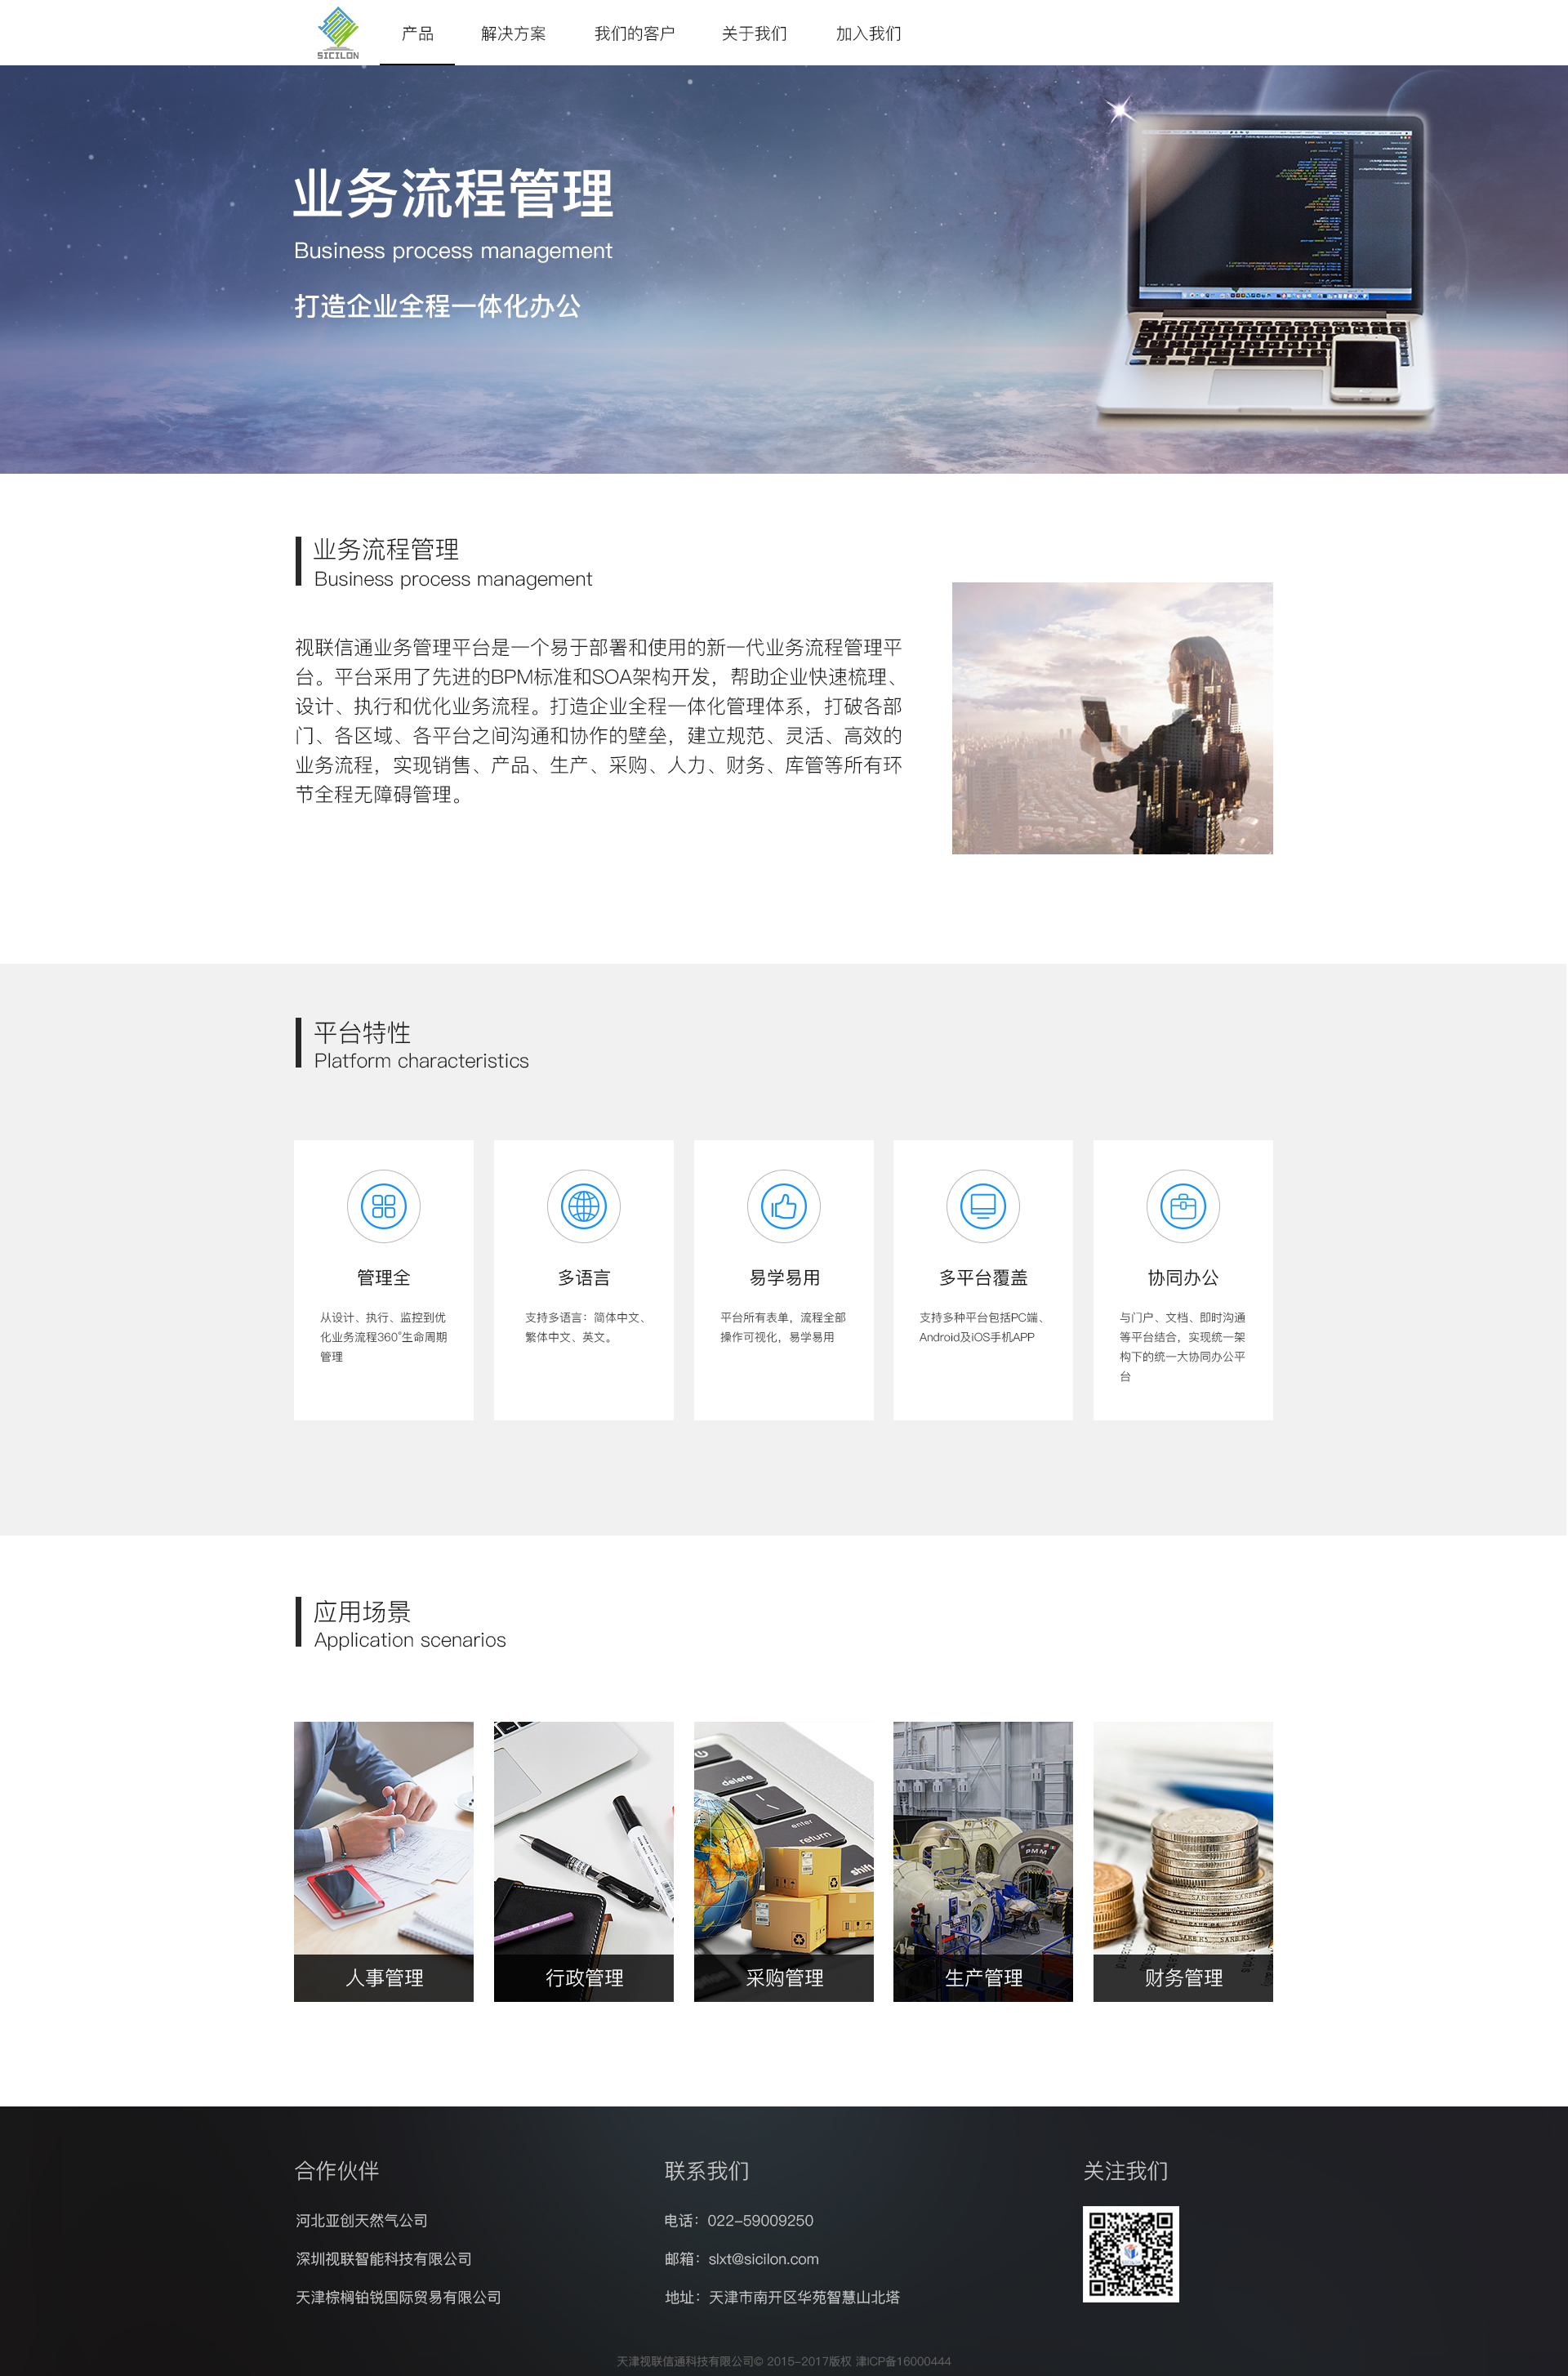 SICILON
产品
解决方案
我们的客户
关于我们
加入我们
业务流程管理
Business process management
打造企业全程一体化办公
业务流程管理
Business process management
视联信通业务管理平台是一个易于部署和使用的新一代业务流程管理平
台。平台采用了先进的BPM标准和SOA架构开发，帮助企业快速梳理、
设计、执行和优化业务流程。打造企业全程一体化管理体系，打破各部
门、各区域、各平台之间沟通和协作的壁垒，建立规范、灵活、高效的
业务流程，实现销售、产品、生产、采购、人力、财务、库管等所有环
节全程无障碍管理。
平台特性
Platform characteristics
管理全
从设计、执行、监控到优
化业务流程360°生命周期
管理
多语言
支持多语言：简体中文、
繁体中文、英文。
易学易用
平台所有表单，流程全部
操作可视化，易学易用
多平台覆盖
支持多种平台包括PC端、
Android及iOS手机APP
协同办公
与门户、文档、即时沟通
等平台结合，实现统一架
构下的统一大协同办公平
台
应用场景
Application scenarios
delete
enter
return
shift
PMM
人事管理
行政管理
采购管理
生产管理
财务管理
合作伙伴
河北亚创天然气公司
深圳视联智能科技有限公司
天津棕榈铂锐国际贸易有限公司
联系我们
电话：022-59009250
邮箱：slxt@sicilon.com
地址：天津市南开区华苑智慧山北塔
关注我们
天津视联信通科技有限公司© 2015-2017版权 津ICP备16000444